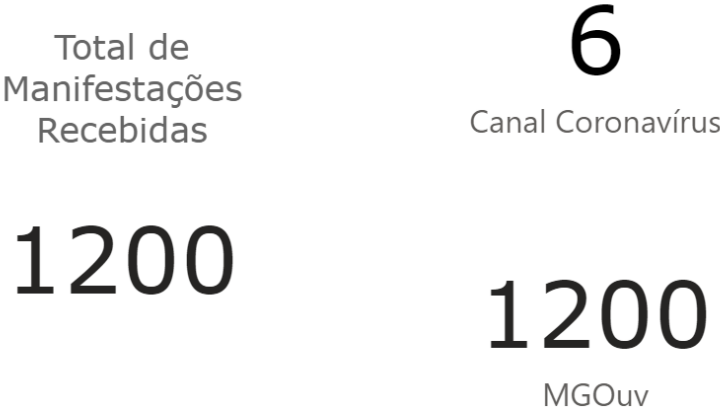 Total de
Manifestações
Recebidas
1200
6
Canal Coronavírus
1200
MGOuv